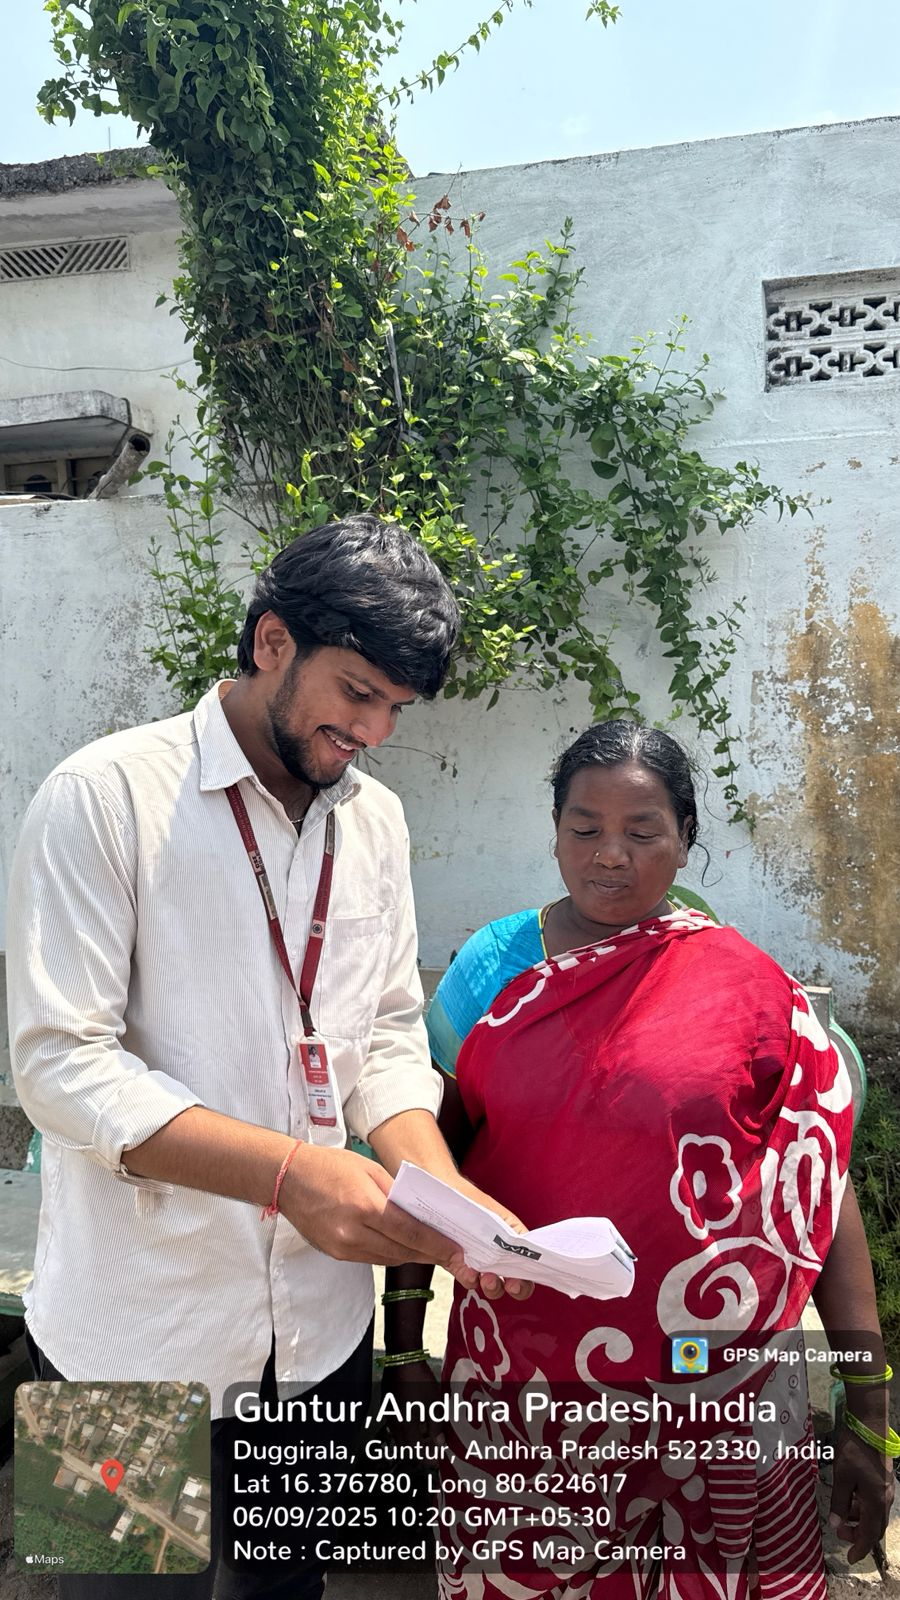 VVIT
GPS Map Camera
Guntur,Andhra Pradesh,India
Duggirala, Guntur, Andhra Pradesh 522330, India
Lat 16.376780, Long 80.624617
06/09/2025 10:20 GMT+05:30
Note : Captured by GPS Map Camera
Maps